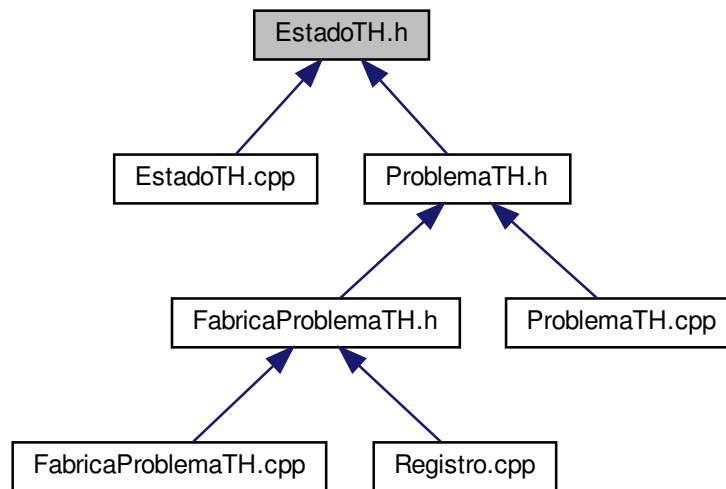 EstadoTH.h
EstadoTH.cpp
ProblemaTH.h
FabricaProblemaTH.h
ProblemaTH.cpp
FabricaProblemaTH.cpp
Registro.cpp